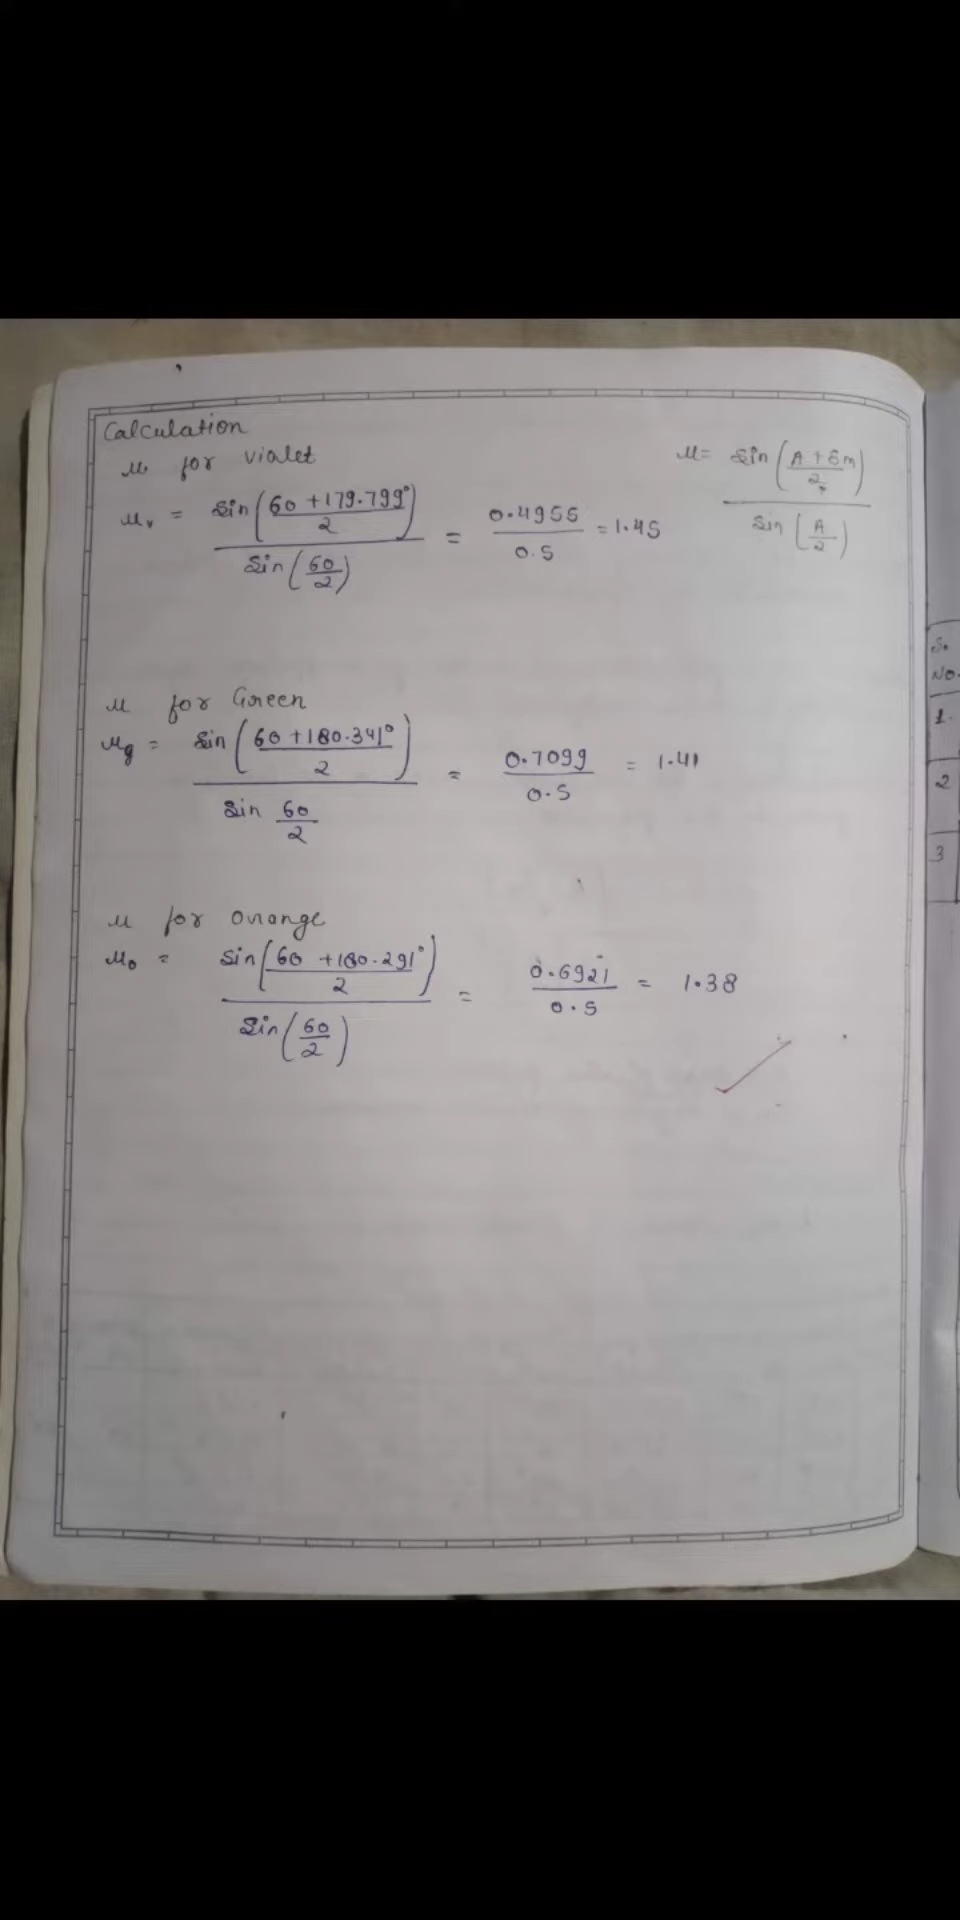 Calculation
μ for vialet
μ = sin(A + δm/2) / sin(A/2)
μv = sin(60 + 179.799°/2) / sin(60/2) = 0.4955/0.5 = 1.45
μ for Green
μg = sin(60 + 180.341°/2) / sin 60/2 = 0.7099/0.5 = 1.41
μ for orange
μo = sin(60 + 180.291°/2) / sin(60/2) = 0.6921/0.5 = 1.38
S.
No.
1.
2
3